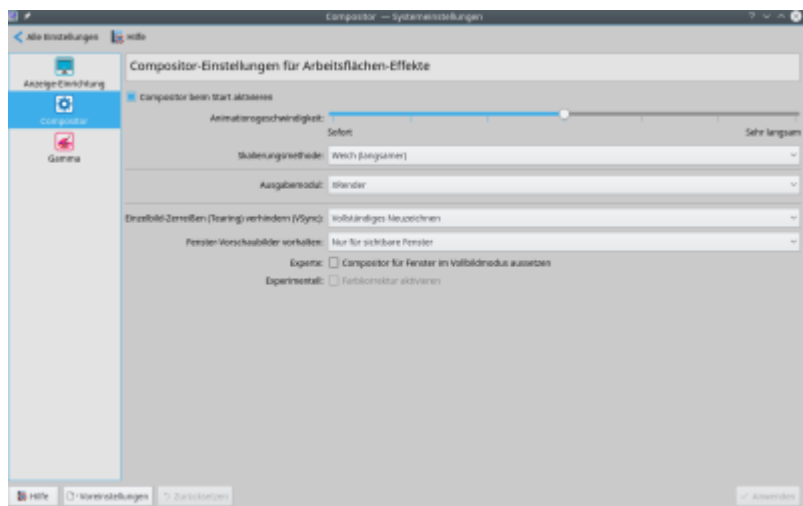 Compositor — Systemeinstellungen
Alle Einstellungen Hilfe
Anzeige-Einrichtung
Compositor
Gamma
Compositor-Einstellungen für Arbeitsflächen-Effekte
Compositor beim Start aktivieren
Animationsgeschwindigkeit:
Sofort Sehr langsam
Skalierungsmethode: Weich (langsamer)
Ausgabemodul: XRender
Einzelbild-Zerreißen (Tearing) verhindern (VSync): Vollständiges Neuzeichnen
Fenster-Vorschaubilder vorhalten: Nur für sichtbare Fenster
Experte: Compositor für Fenster im Vollbildmodus aussetzen
Experimentell: Farbkorrektur aktivieren
Hilfe Voreinstellungen Zurücksetzen Anwenden